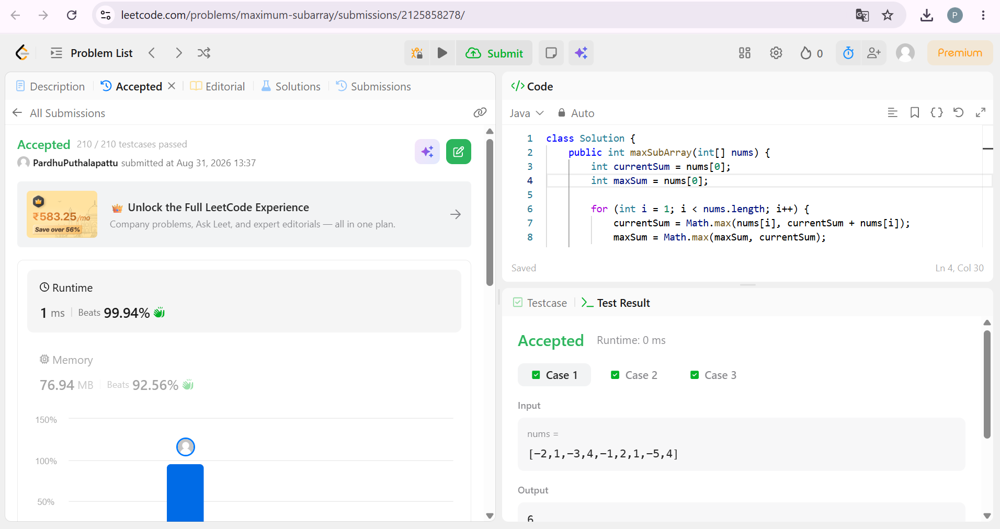 leetcode.com/problems/maximum-subarray/submissions/2125858278/
P
Problem List
Submit
0
Premium
Description
Accepted
Editorial
Solutions
Submissions
All Submissions
Accepted 210 / 210 testcases passed
PardhuPuthalapattu submitted at Aug 31, 2026 13:37
₹583.25/mo
Save over 56%
Unlock the Full LeetCode Experience
Company problems, Ask Leet, and expert editorials — all in one plan.
Runtime
1 ms Beats 99.94%
Memory
76.94 MB Beats 92.56%
150%
100%
50%
</> Code
Java Auto
1 class Solution {
2 public int maxSubArray(int[] nums) {
3 int currentSum = nums[0];
4 int maxSum = nums[0];
5
6 for (int i = 1; i < nums.length; i++) {
7 currentSum = Math.max(nums[i], currentSum + nums[i]);
8 maxSum = Math.max(maxSum, currentSum);
Saved
Ln 4, Col 30
Testcase
Test Result
Accepted Runtime: 0 ms
Case 1
Case 2
Case 3
Input
nums =
[-2,1,-3,4,-1,2,1,-5,4]
Output
6